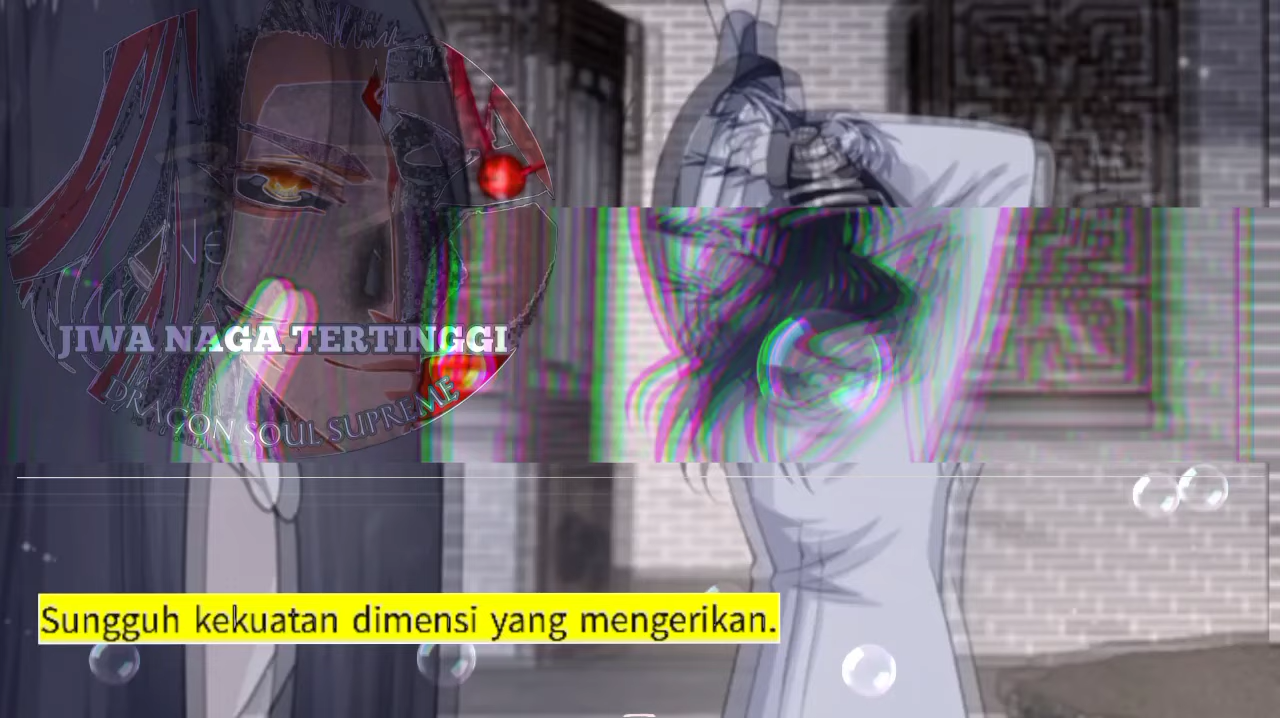 JIWA NAGA TERTINGGI
DRAGON SOUL SUPREME
Sungguh kekuatan dimensi yang mengerikan.